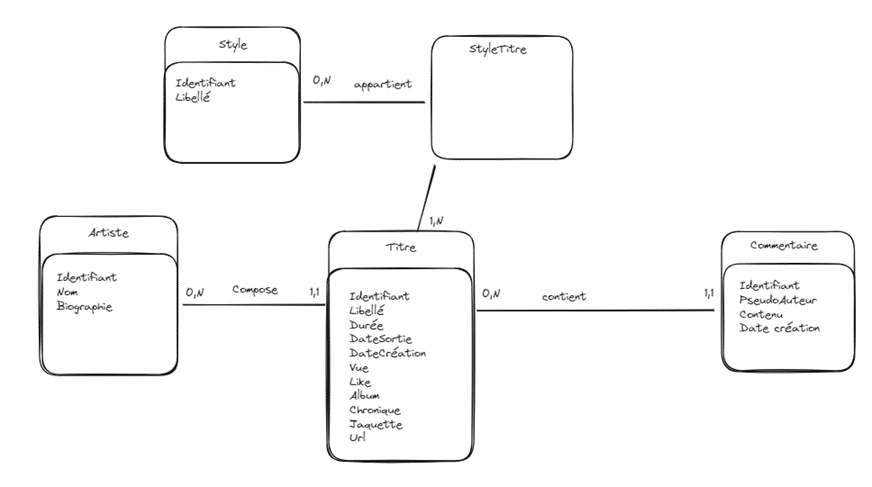 Style
Identifiant
Libellé
0,N
appartient
StyleTitre
1,N
Artiste
Identifiant
Nom
Biographie
0,N
Compose
1,1
Titre
Identifiant
Libellé
Durée
DateSortie
DateCréation
Vue
Like
Album
Chronique
Jaquette
Url
0,N
contient
1,1
Commentaire
Identifiant
PseudoAuteur
Contenu
Date création